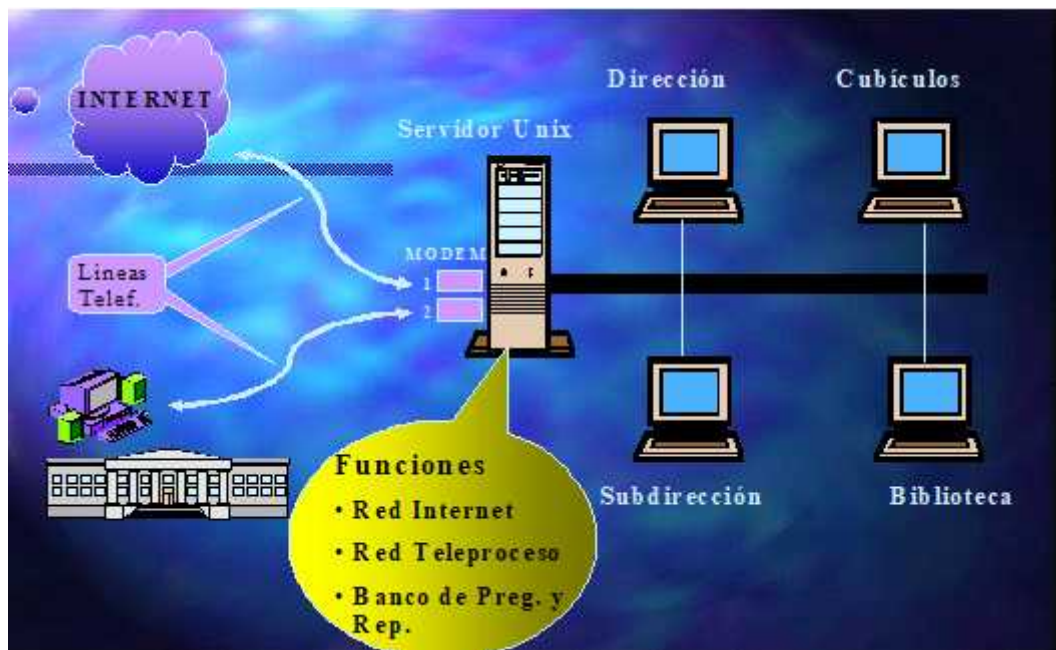 INTERNET
Dirección
Cubículos
Servidor Unix
MODEM
1
2
Lineas
Telef.
Funciones
• Red Internet
• Red Teleproceso
• Banco de Preg. y
Rep.
Subdirección
Biblioteca